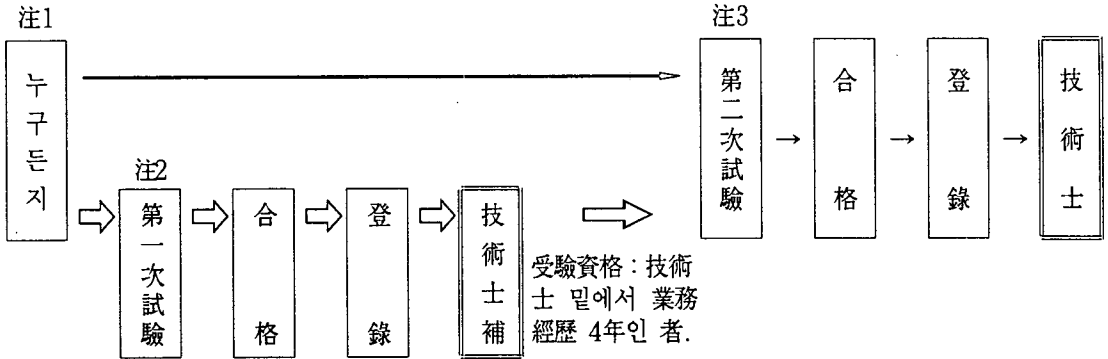 注1
누구든지
注2
第一次試驗
→
合格
→
登錄
→
技術士補
受驗資格 : 技術
士 밑에서 業務
經歷 4年인 者.
注3
第二次試驗
→
合格
→
登錄
→
技術士